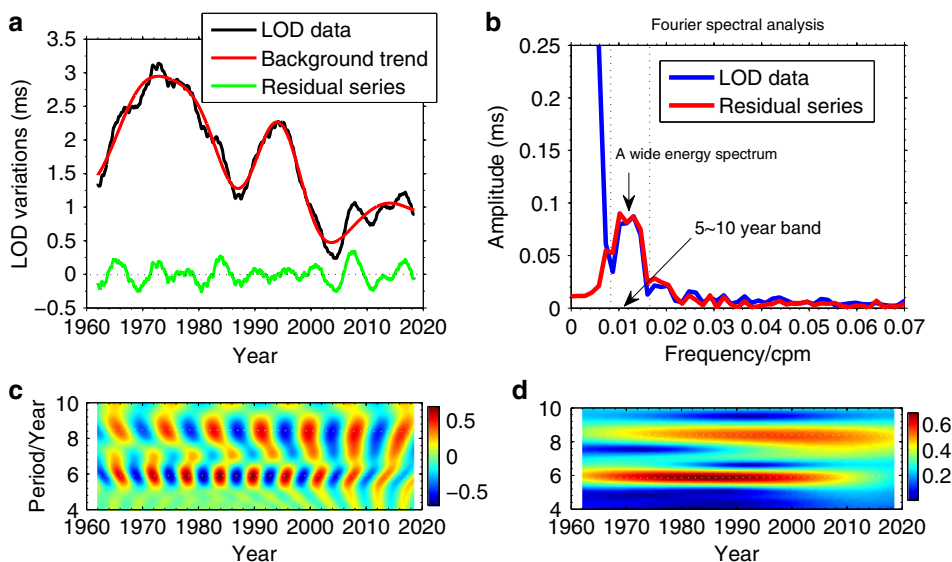 a
LOD data
Background trend
Residual series
LOD variations (ms)
3.5
3
2.5
2
1.5
1
0.5
0
−0.5
1960 1970 1980 1990 2000 2010 2020
Year
b
Fourier spectral analysis
LOD data
Residual series
A wide energy spectrum
5~10 year band
Amplitude (ms)
0.25
0.2
0.15
0.1
0.05
0
0 0.01 0.02 0.03 0.04 0.05 0.06 0.07
Frequency/cpm
c
Period/Year
10
8
6
4
1960 1970 1980 1990 2000 2010 2020
Year
0.5
0
−0.5
d
10
8
6
4
1960 1970 1980 1990 2000 2010 2020
Year
0.6
0.4
0.2